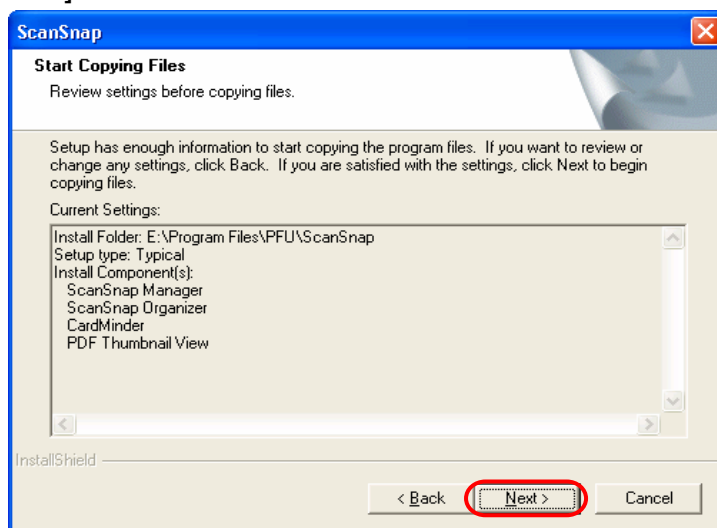 ScanSnap
Start Copying Files
Review settings before copying files.
Setup has enough information to start copying the program files. If you want to review or
change any settings, click Back. If you are satisfied with the settings, click Next to begin
copying files.
Current Settings:
Install Folder: E:\Program Files\PFU\ScanSnap
Setup type: Typical
Install Component(s):
ScanSnap Manager
ScanSnap Organizer
CardMinder
PDF Thumbnail View
InstallShield
< Back Next > Cancel